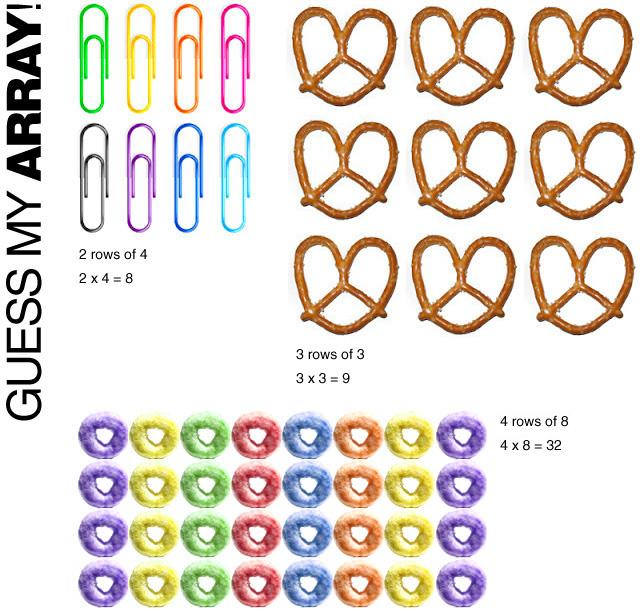 GUESS MY ARRAY!
2 rows of 4
2 x 4 = 8
3 rows of 3
3 x 3 = 9
4 rows of 8
4 x 8 = 32